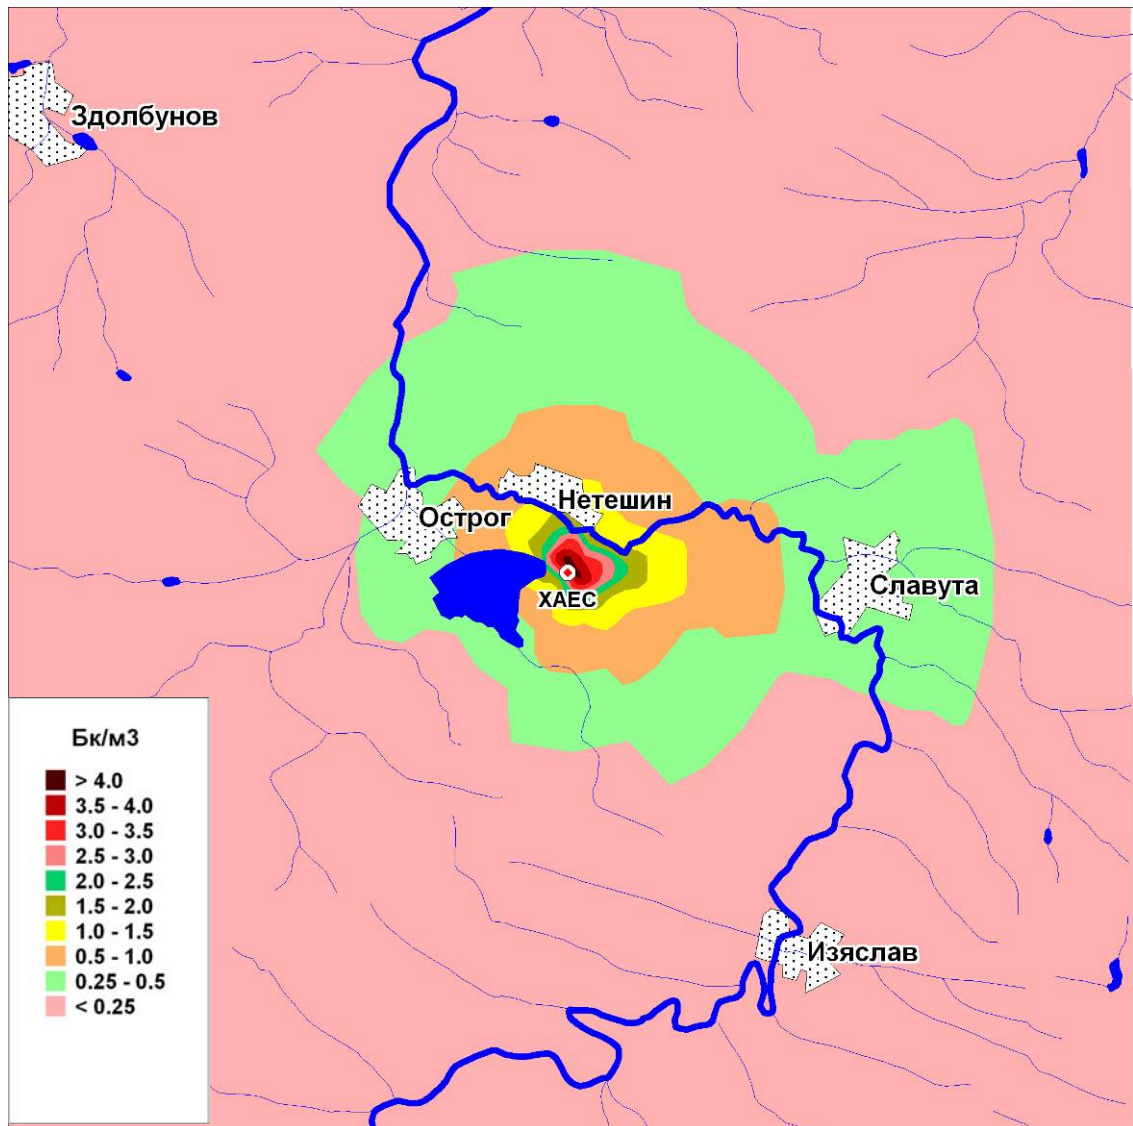 Здолбунов
Нетешин
Острог
Славута
ХАЕС
Изяслав
Бк/м3
> 4.0
3.5 - 4.0
3.0 - 3.5
2.5 - 3.0
2.0 - 2.5
1.5 - 2.0
1.0 - 1.5
0.5 - 1.0
0.25 - 0.5
< 0.25